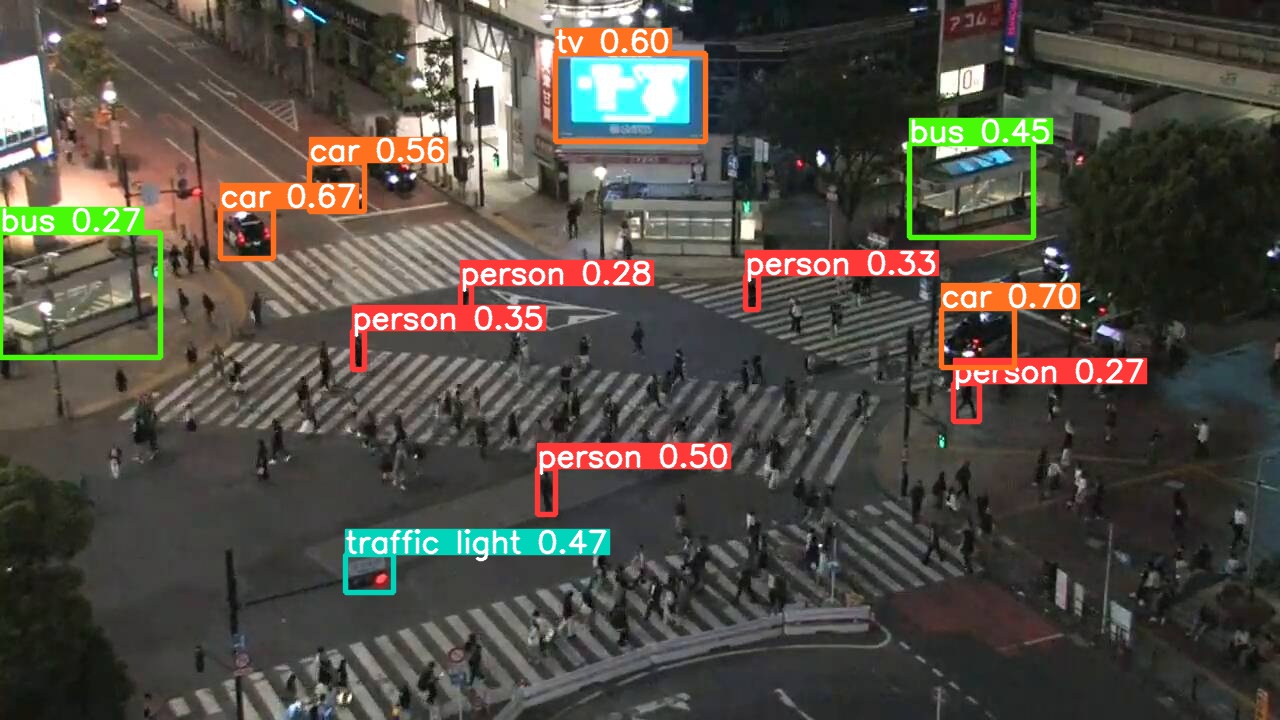 tv 0.60
アコム
bus 0.45
car 0.56
car 0.67
bus 0.27
person 0.28
person 0.33
car 0.70
person 0.35
person 0.27
person 0.50
traffic light 0.47